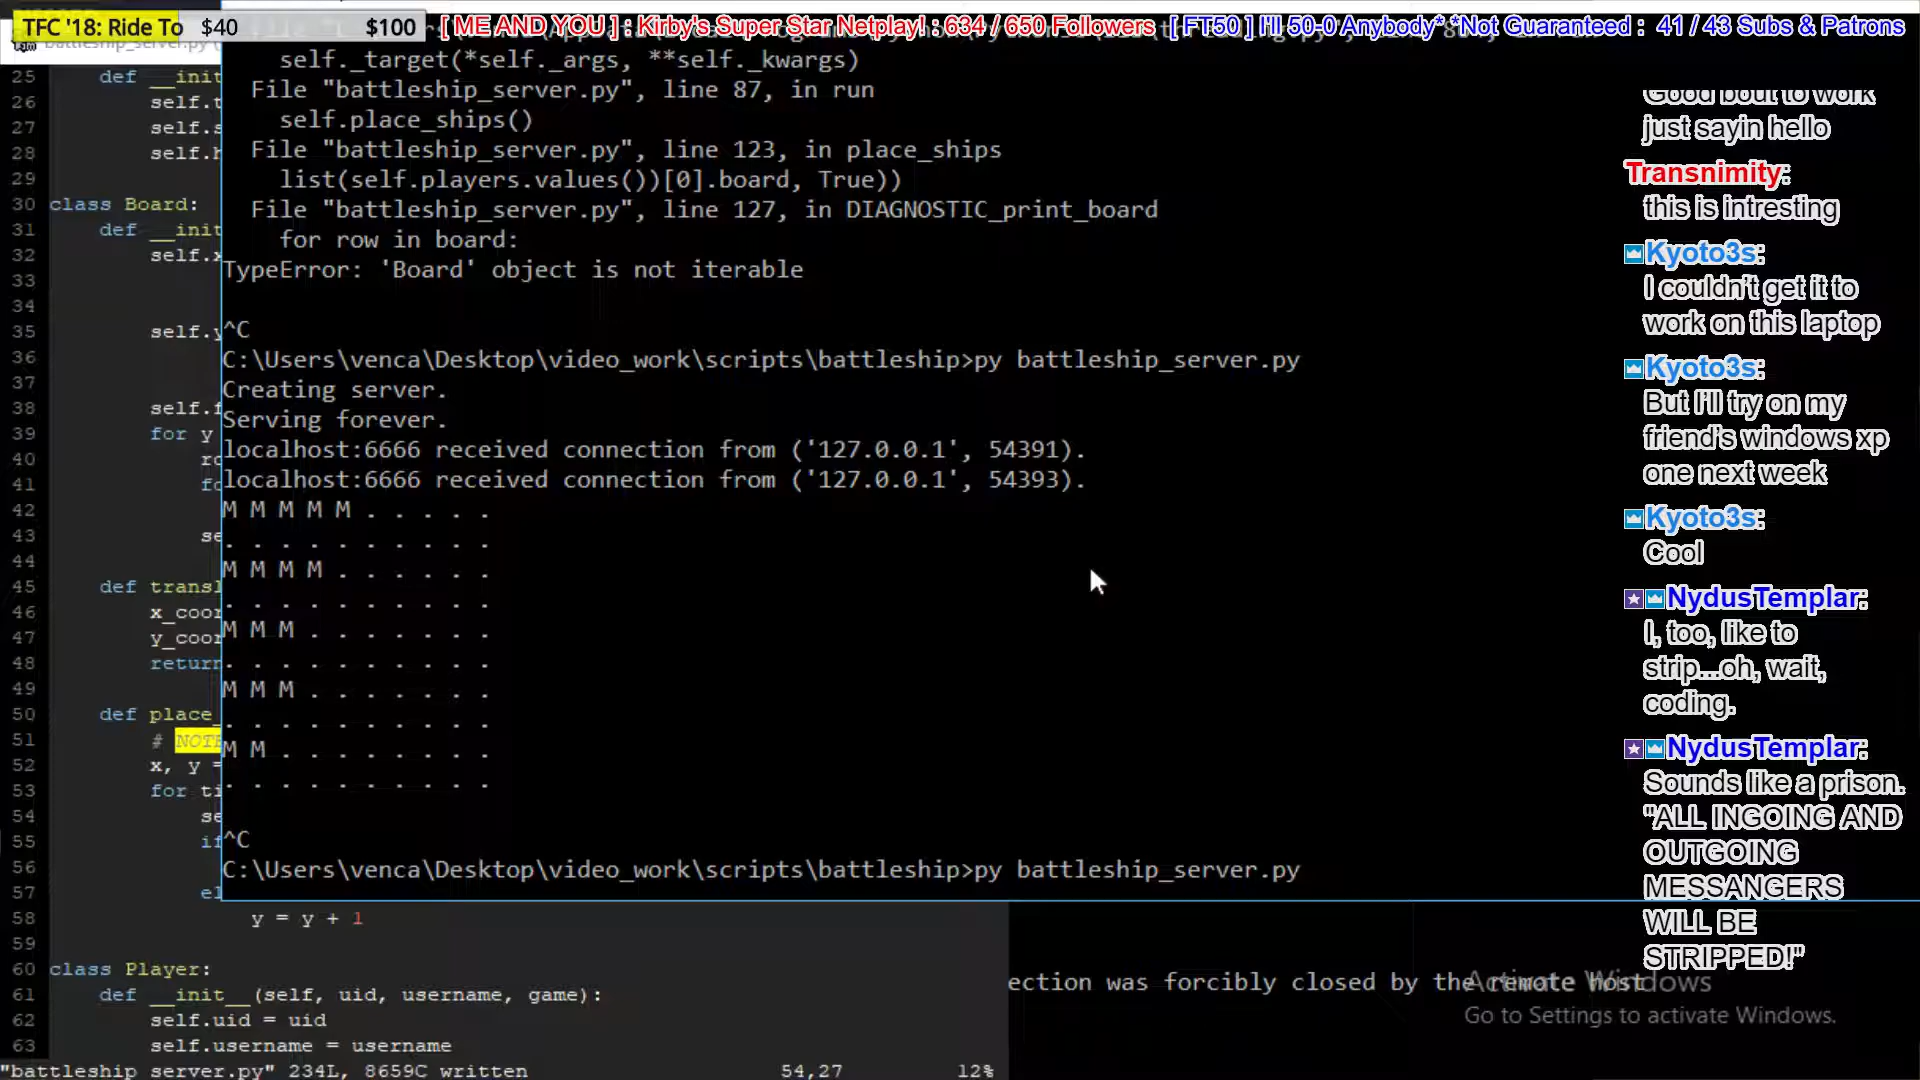 TFC '18: Ride To $40 $100 [ ME AND YOU ] : Kirby's Super Star Netplay! : 634 / 650 Followers [ FT50 ] I'll 50-0 Anybody* *Not Guaranteed : 41 / 43 Subs & Patrons
self._target(*self._args, **self._kwargs)
File "battleship_server.py", line 87, in run
self.place_ships()
File "battleship_server.py", line 123, in place_ships
list(self.players.values())[0].board, True))
File "battleship_server.py", line 127, in DIAGNOSTIC_print_board
for row in board:
TypeError: 'Board' object is not iterable
^C
C:\Users\venca\Desktop\video_work\scripts\battleship>py battleship_server.py
Creating server.
Serving forever.
localhost:6666 received connection from ('127.0.0.1', 54391).
localhost:6666 received connection from ('127.0.0.1', 54393).
M M M M M . . . . .
. . . . . . . . . .
M M M M . . . . . .
. . . . . . . . . .
M M M . . . . . . .
. . . . . . . . . .
M M M . . . . . . .
. . . . . . . . . .
M M . . . . . . . .
. . . . . . . . . .
^C
C:\Users\venca\Desktop\video_work\scripts\battleship>py battleship_server.py
25 def __init
26 self.t
27 self.s
28 self.h
29
30 class Board:
31 def __init
32 self.x
33
34
35 self.y
36
37
38 self.f
39 for y
40 ro
41 fo
42
43 se
44
45 def transl
46 x_coor
47 y_coor
48 return
49
50 def place_
51 # NOTE
52 x, y =
53 for ti
54 se
55 if
56
57 el
58 y = y + 1
59
60 class Player:
61 def __init__(self, uid, username, game):
62 self.uid = uid
63 self.username = username
"battleship_server.py" 234L, 8659C written 54,27 12%
ection was forcibly closed by the remote host
Activate Windows
Go to Settings to activate Windows.
Good bout to work
just sayin hello
Transnimity:
this is intresting
Kyoto3s:
I couldn't get it to
work on this laptop
Kyoto3s:
But I'll try on my
friend's windows xp
one next week
Kyoto3s:
Cool
NydusTemplar:
I, too, like to
strip...oh, wait,
coding.
NydusTemplar:
Sounds like a prison.
"ALL INGOING AND
OUTGOING
MESSANGERS
WILL BE
STRIPPED!"